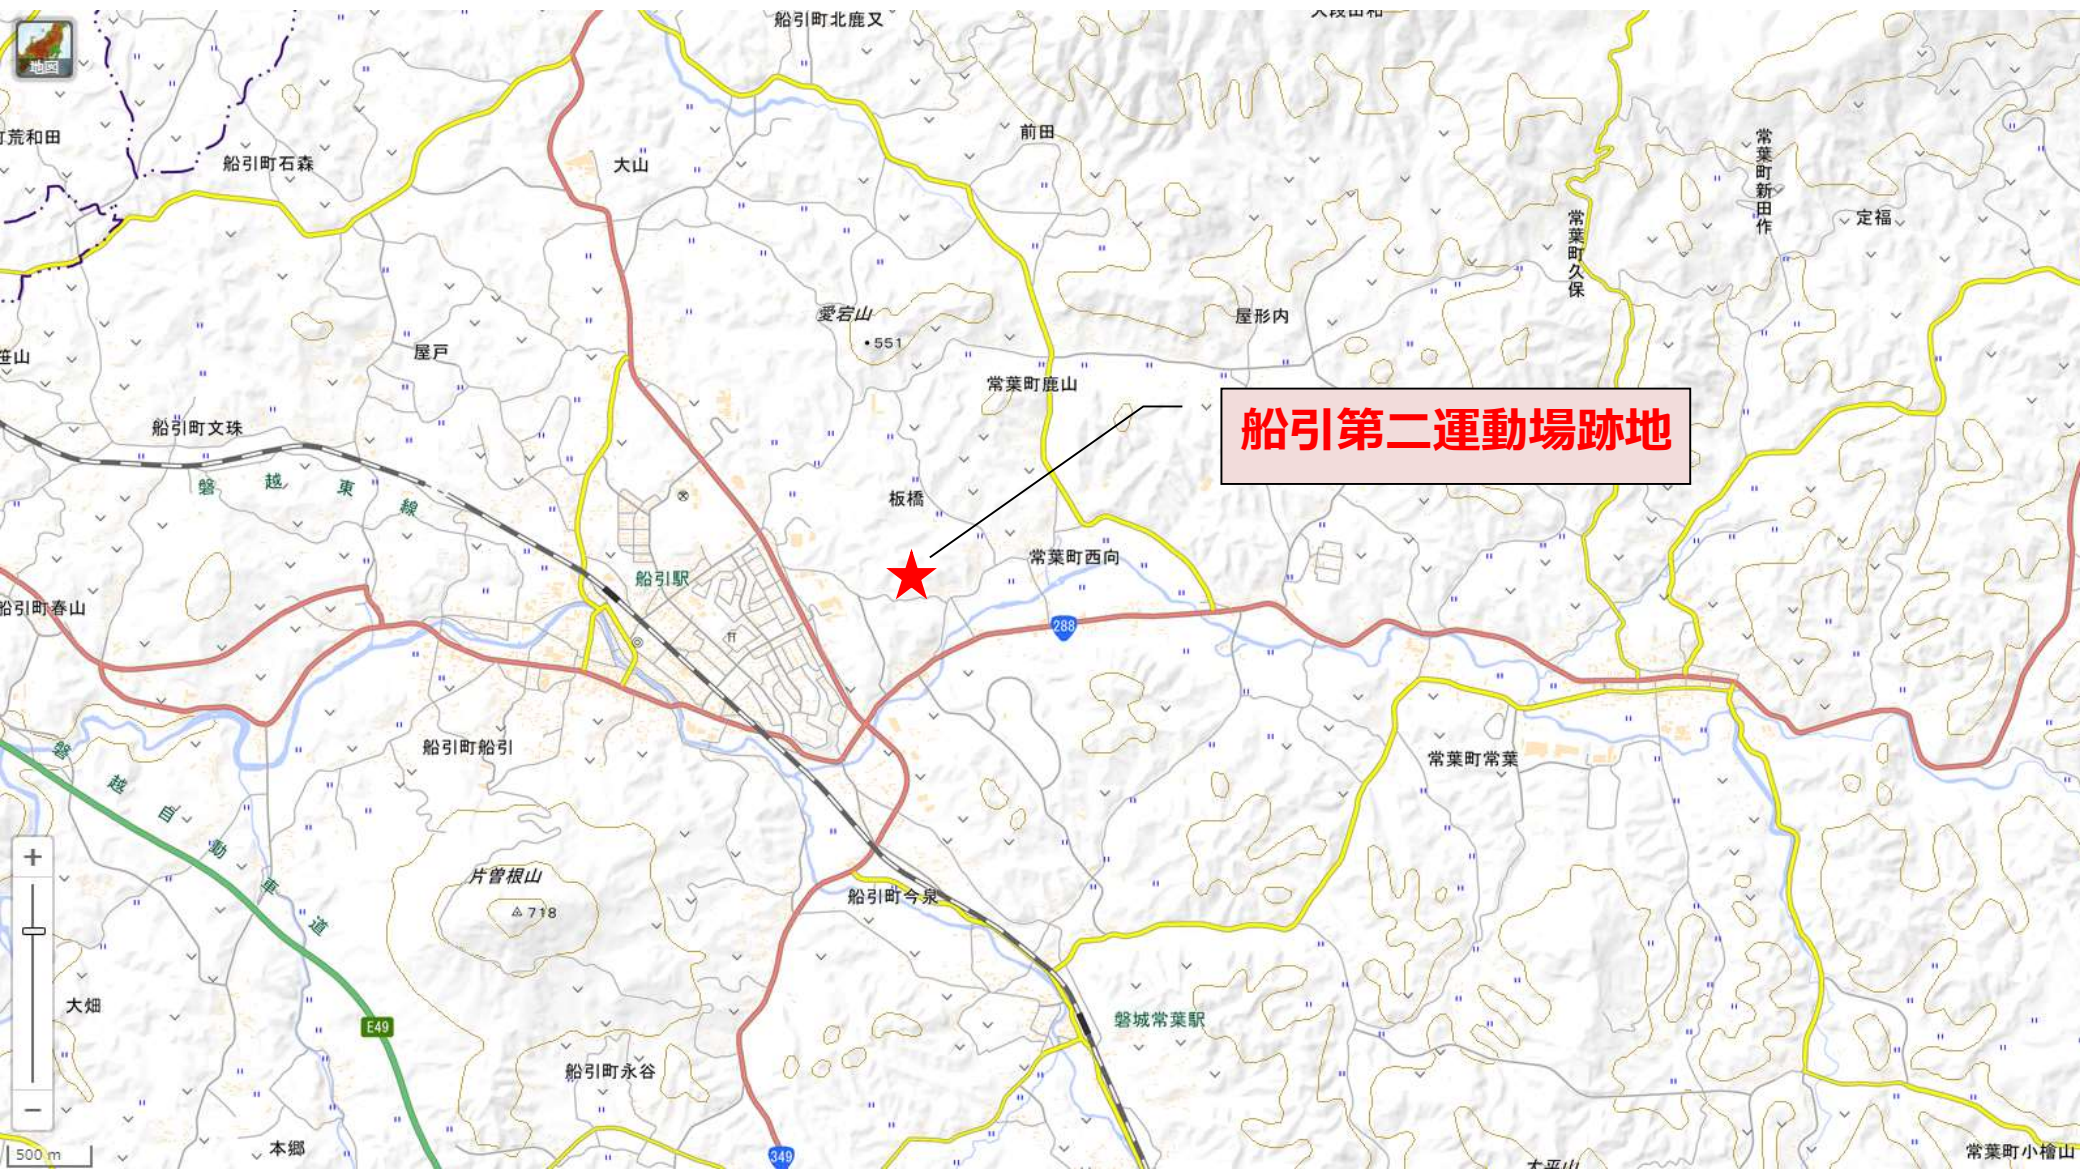 地図
船引町北鹿又
町荒和田
船引町石森
大山
前田
常葉町新田作
定福
常葉町久保
愛宕山
551
屋形内
笹山
屋戸
常葉町鹿山
船引町文珠
船引第二運動場跡地
磐越東線
板橋
常葉町西向
船引駅
船引町春山
288
船引町船引
常葉町常葉
磐越自動車道
片曽根山
718
船引町今泉
大畑
E49
磐城常葉駅
船引町永谷
本郷
349
500 m
常葉町小檜山